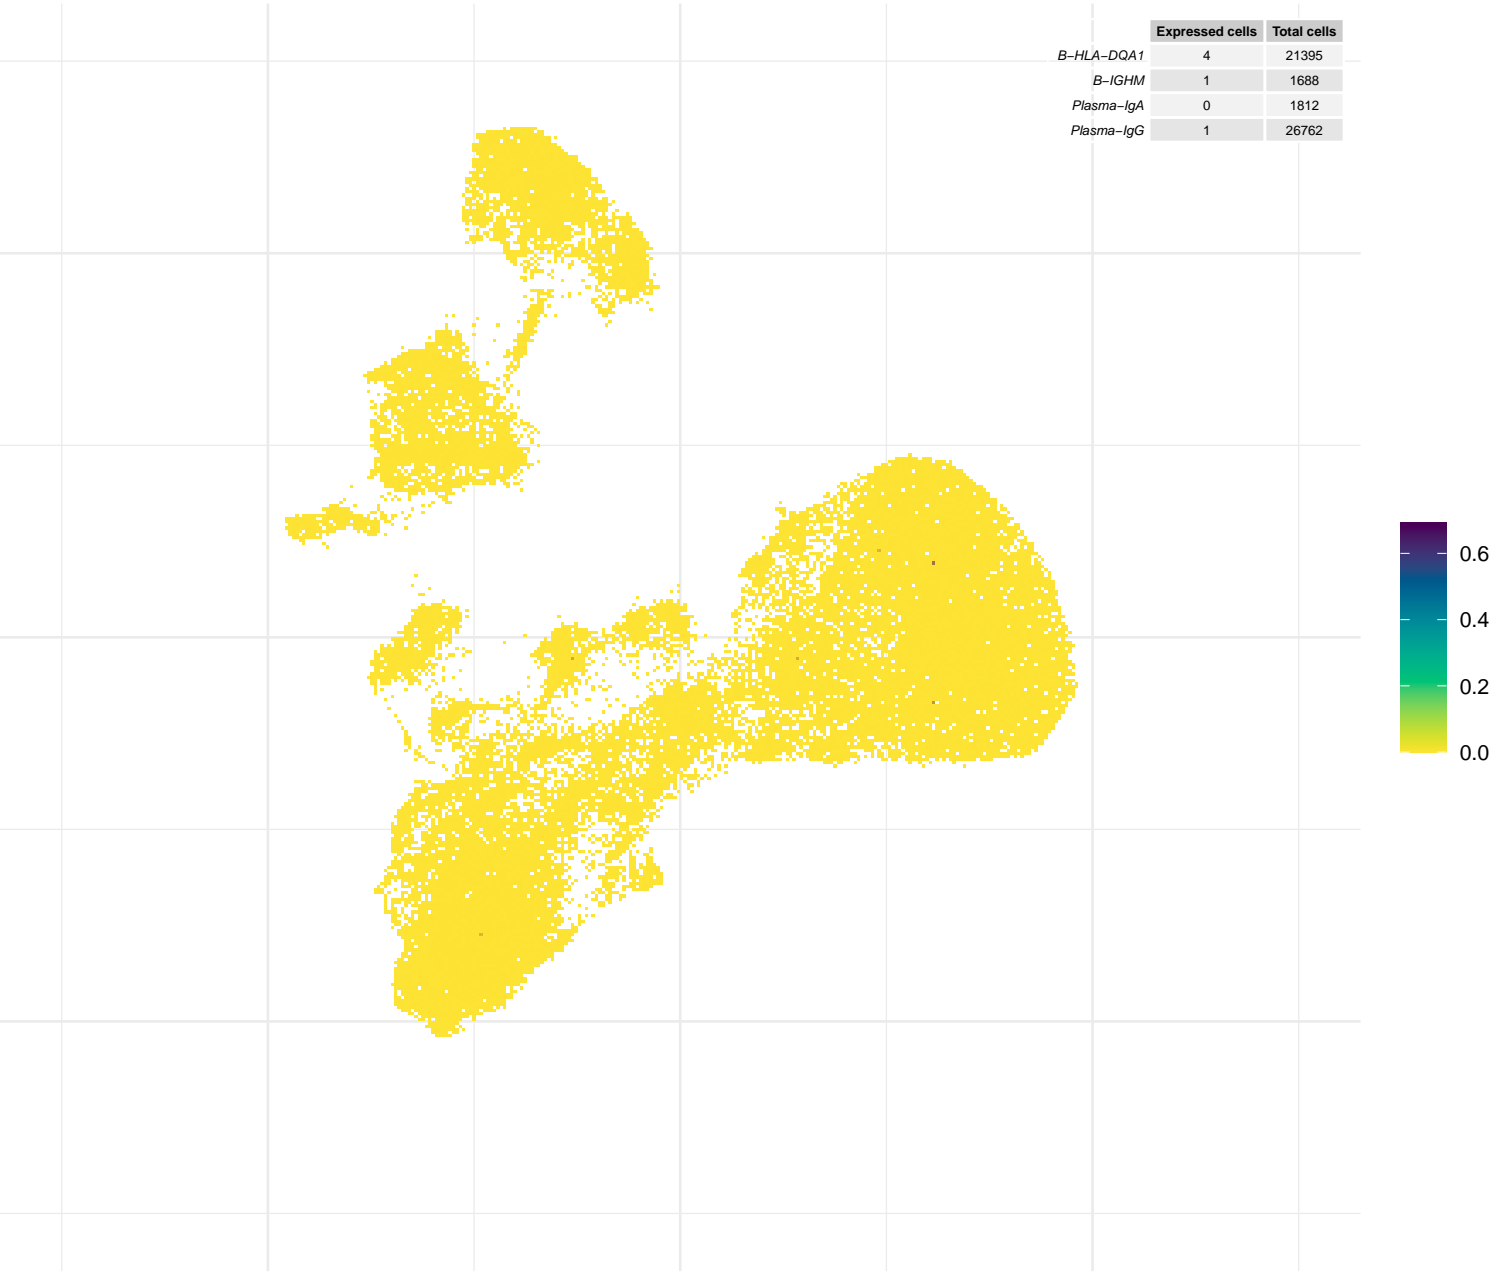 Expressed cells Total cells
B−HLA−DQA1 4 21395
B−IGHM 1 1688
Plasma−IgA 0 1812
Plasma−IgG 1 26762
0.6
0.4
0.2
0.0